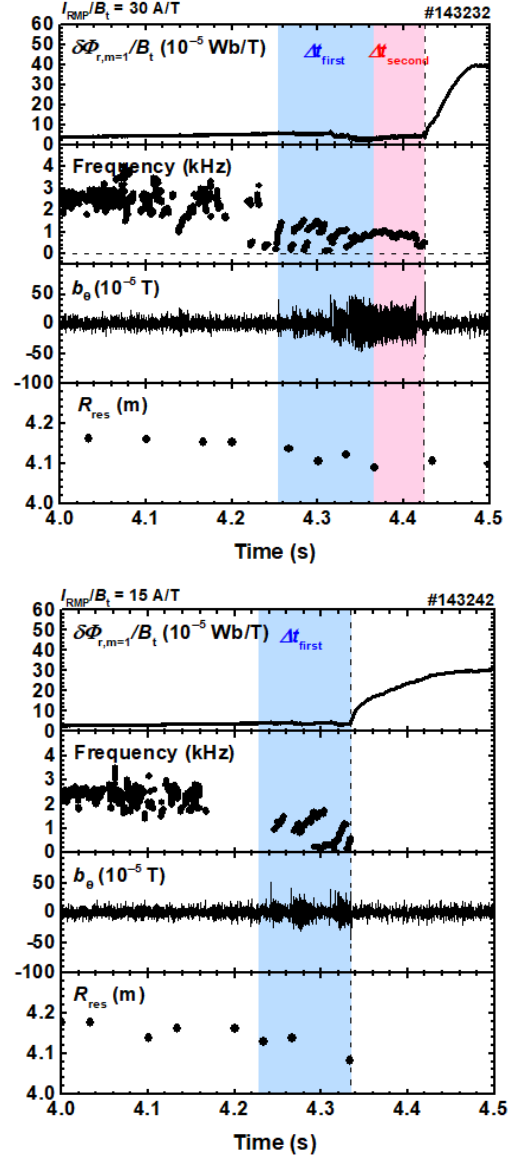 I_RMP/B_t = 30 A/T #143232
60
δΦ_r,m=1/B_t (10⁻⁵ Wb/T) Δt_first Δt_second
50
40
30
20
10
0
Frequency (kHz)
4
3
2
1
0
b_θ (10⁻⁵ T)
50
0
-50
-100
R_res (m)
4.2
4.1
4.0
4.0 4.1 4.2 4.3 4.4 4.5
Time (s)
I_RMP/B_t = 15 A/T #143242
60
δΦ_r,m=1/B_t (10⁻⁵ Wb/T) Δt_first
50
40
30
20
10
0
Frequency (kHz)
4
3
2
1
0
b_θ (10⁻⁵ T)
50
0
-50
-100
R_res (m)
4.2
4.1
4.0
4.0 4.1 4.2 4.3 4.4 4.5
Time (s)